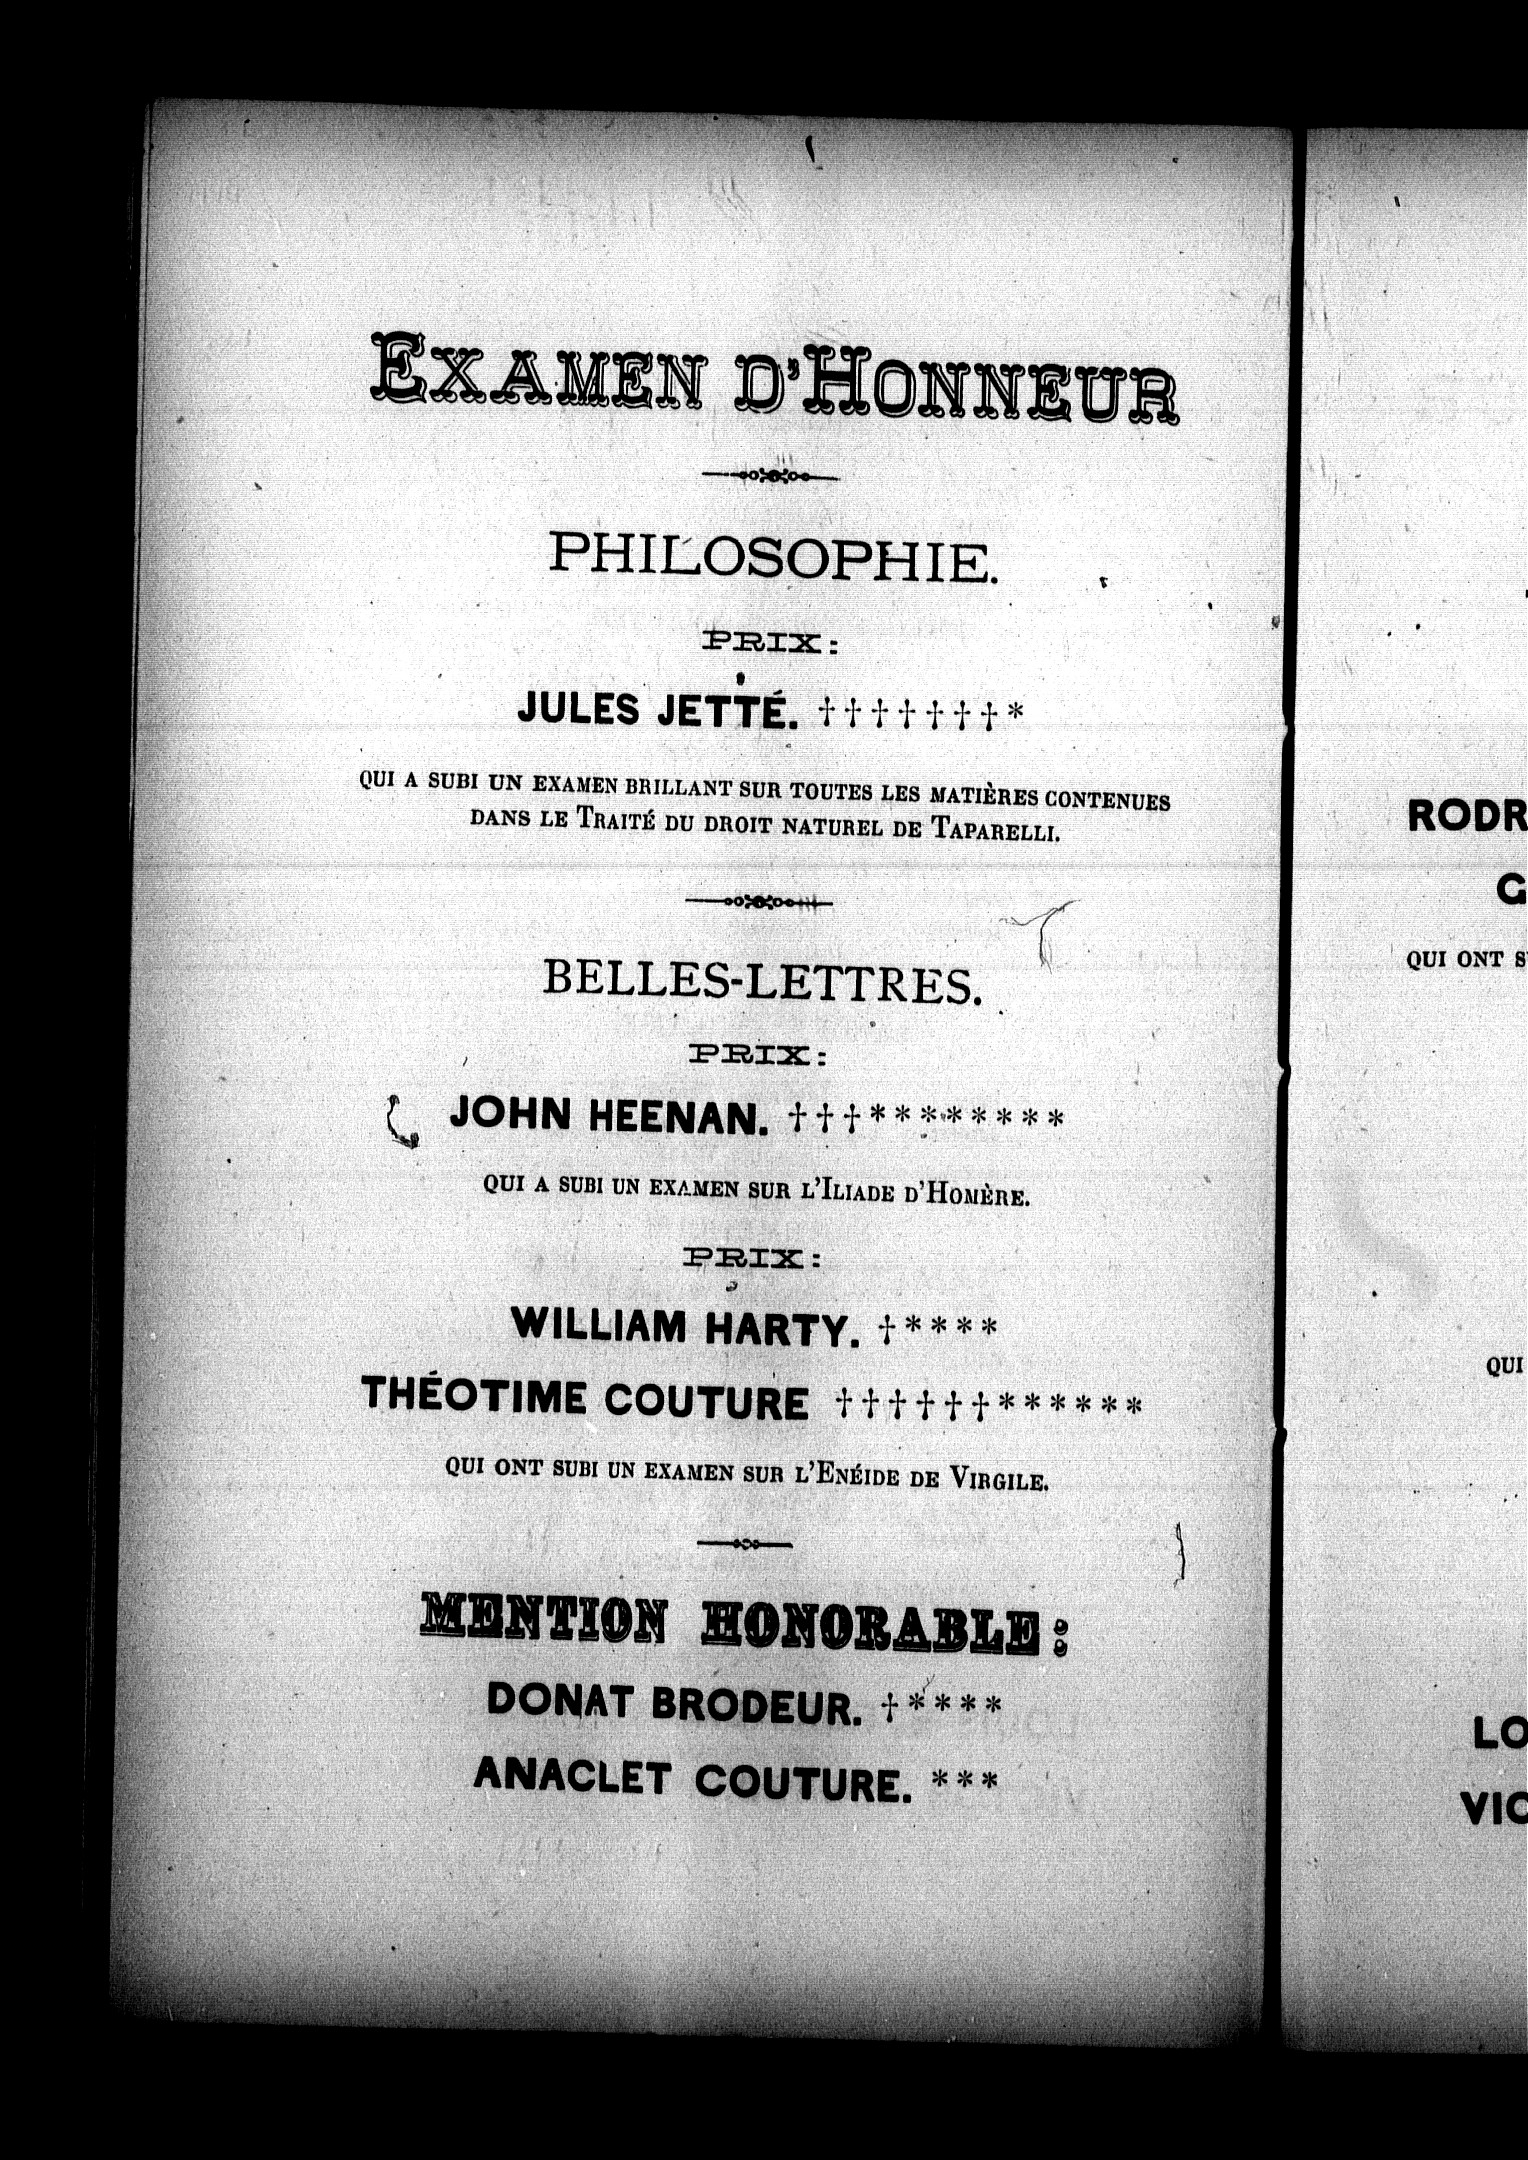 EXAMEN D'HONNEUR
PHILOSOPHIE.
PRIX:
JULES JETTÉ. †††††††*
QUI A SUBI UN EXAMEN BRILLANT SUR TOUTES LES MATIÈRES CONTENUES
DANS LE TRAITÉ DU DROIT NATUREL DE TAPARELLI.
BELLES-LETTRES.
PRIX:
JOHN HEENAN. †††********
QUI A SUBI UN EXAMEN SUR L'ILIADE D'HOMÈRE.
PRIX:
WILLIAM HARTY. †****
THÉOTIME COUTURE ††††††******
QUI ONT SUBI UN EXAMEN SUR L'ENÉIDE DE VIRGILE.
MENTION HONORABLE:
DONAT BRODEUR. †****
ANACLET COUTURE. ***
RODR
G
QUI ONT S
QUI
LO
VIC